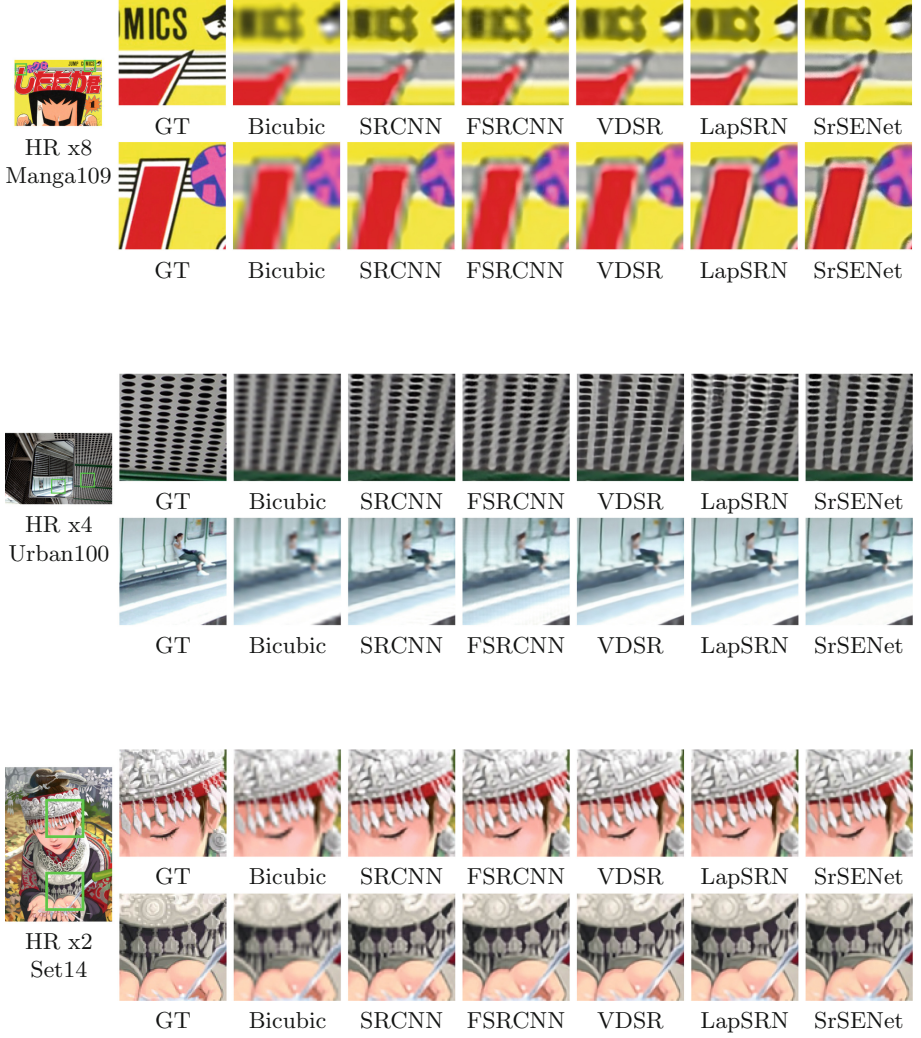 OMICS
GT Bicubic SRCNN FSRCNN VDSR LapSRN SrSENet
HR x8
Manga109
GT Bicubic SRCNN FSRCNN VDSR LapSRN SrSENet
GT Bicubic SRCNN FSRCNN VDSR LapSRN SrSENet
HR x4
Urban100
GT Bicubic SRCNN FSRCNN VDSR LapSRN SrSENet
GT Bicubic SRCNN FSRCNN VDSR LapSRN SrSENet
HR x2
Set14
GT Bicubic SRCNN FSRCNN VDSR LapSRN SrSENet